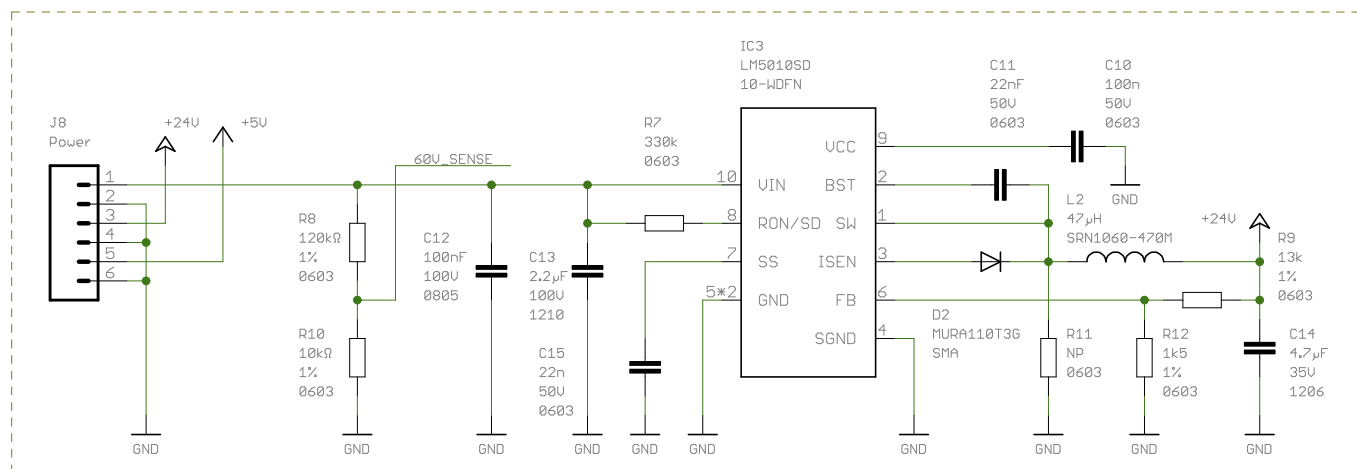 J8
Power
+24V
+5V
1
2
3
4
5
6
GND
60V_SENSE
R8
120kΩ
1%
0603
R10
10kΩ
1%
0603
GND
C12
100nF
100V
0805
GND
C13
2.2µF
100V
1210
GND
R7
330k
0603
C15
22n
50V
0603
GND
GND
IC3
LM5010SD
10-WDFN
10 VIN
8 RON/SD
7 SS
5*2 GND
VCC 9
BST 2
SW 1
ISEN 3
FB 6
SGND 4
GND
C11
22nF
50V
0603
C10
100n
50V
0603
GND
D2
MURA110T3G
SMA
L2
47µH
SRN1060-470M
+24V
R9
13k
1%
0603
R11
NP
0603
GND
R12
1k5
1%
0603
GND
C14
4.7µF
35V
1206
GND